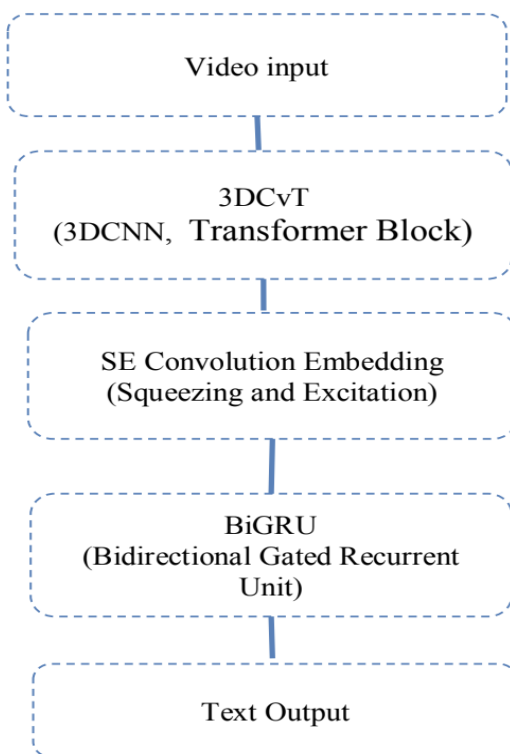 Video input
3DCvT
(3DCNN, Transformer Block)
SE Convolution Embedding
(Squeezing and Excitation)
BiGRU
(Bidirectional Gated Recurrent
Unit)
Text Output